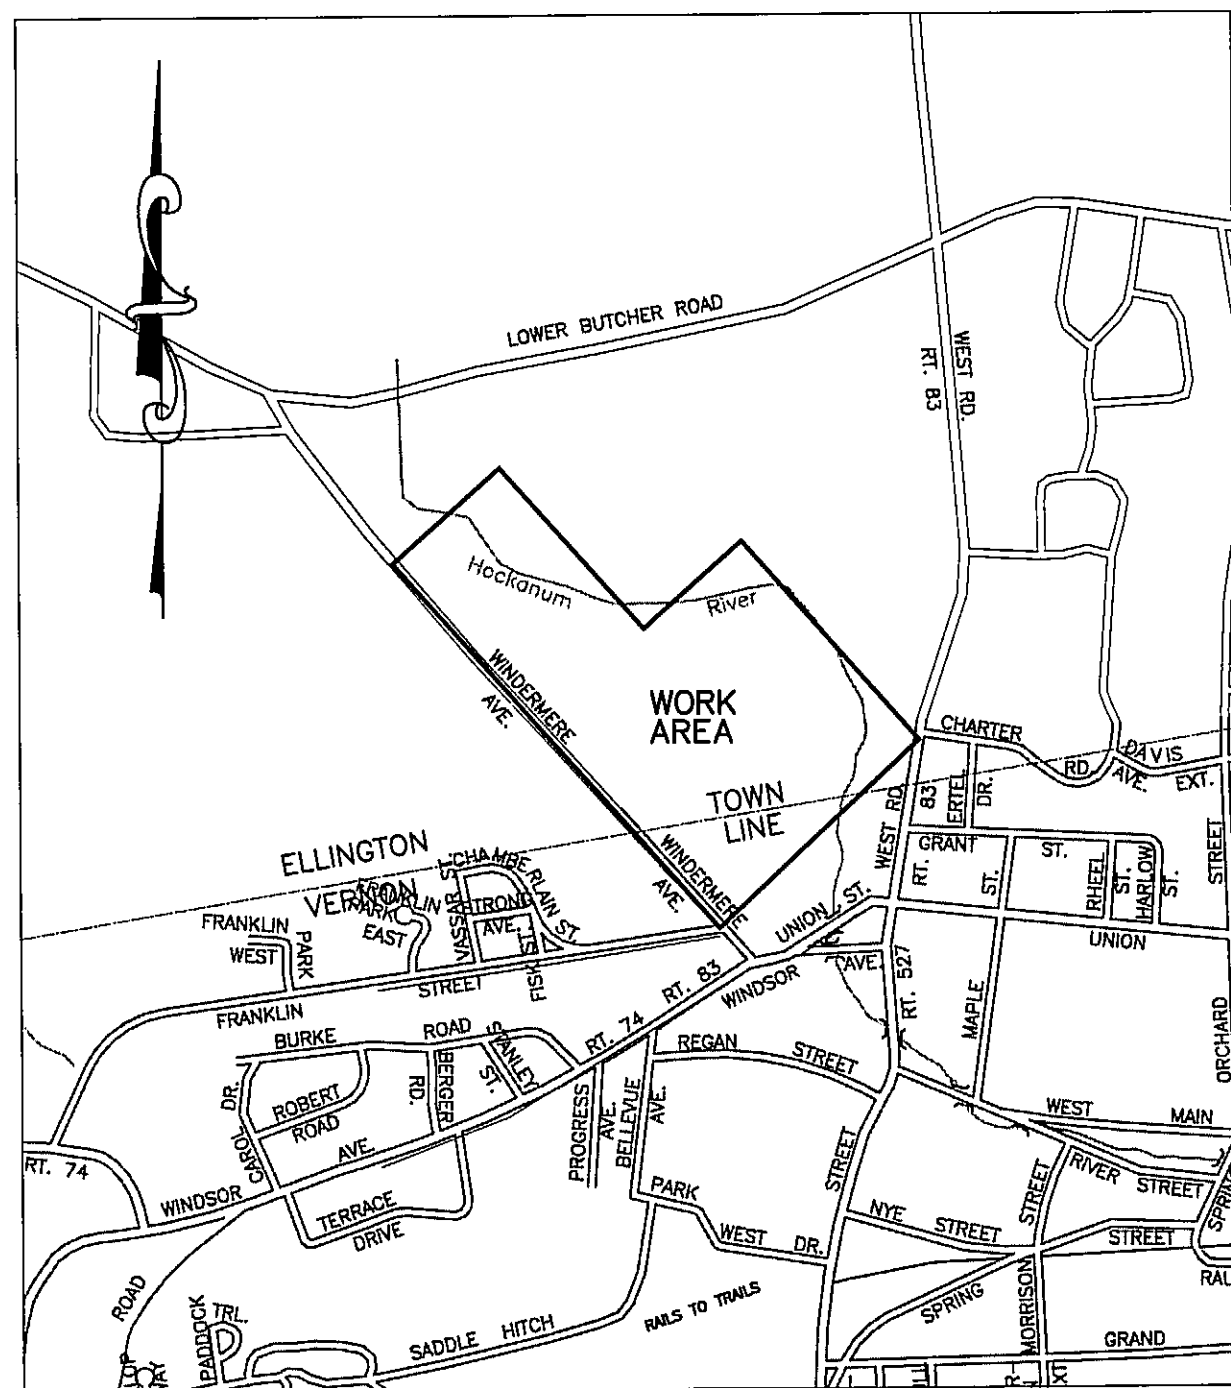 LOWER BUTCHER ROAD
WEST RD.
RT. 83
Hockanum
River
WINDERMERE
AVE.
WORK
AREA
CHARTER
RD.
DAVIS
AVE.
EXT.
TOWN
LINE
WEST RD.
RT. 83
ERTEL
DR.
GRANT
ST.
ST.
RHEEL
ST.
HARLOW
ST.
STREET
ELLINGTON
VERNON
CHAMBERLAIN ST.
WINDERMERE
AVE.
FRANKLIN
PARK
EAST
VASSAR ST.
STRONG
AVE.
FISK ST.
UNION ST.
UNION
FRANKLIN
WEST
PARK
FRANKLIN
STREET
RT. 83
WINDSOR
AVE.
RT. 527
MAPLE
ORCHARD
BURKE
ROAD
STANLEY
ST.
RT. 74
REGAN
STREET
DR.
CAROL
ROBERT
ROAD
BERGER
RD.
PROGRESS
AVE.
BELLEVUE
AVE.
WEST
MAIN
RT. 74
WINDSOR
AVE.
TERRACE
DRIVE
PARK
WEST
DR.
STREET
RIVER
STREET
NYE
STREET
STREET
MORRISON
SPRING
STREET
SPRING
RAL
ROAD
PADDOCK
TRL.
SADDLE HITCH
RAILS TO TRAILS
GRAND